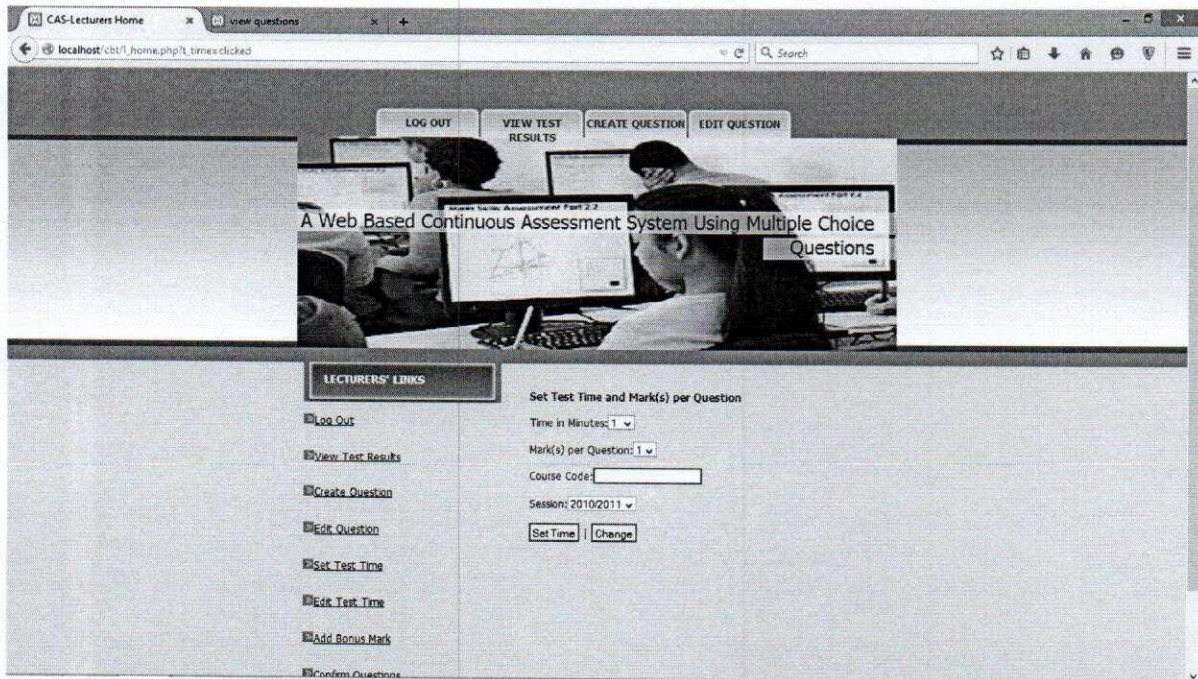 CAS-Lecturers Home × view questions × +
localhost/cbt/l_home.php?t_time=clicked Search
LOG OUT VIEW TEST RESULTS CREATE QUESTION EDIT QUESTION
A Web Based Continuous Assessment System Using Multiple Choice
Questions
LECTURERS' LINKS
Log Out
View Test Results
Create Question
Edit Question
Set Test Time
Edit Test Time
Add Bonus Mark
Confirm Questions
Set Test Time and Mark(s) per Question
Time in Minutes: 1
Mark(s) per Question: 1
Course Code:
Session: 2010/2011
Set Time | Change